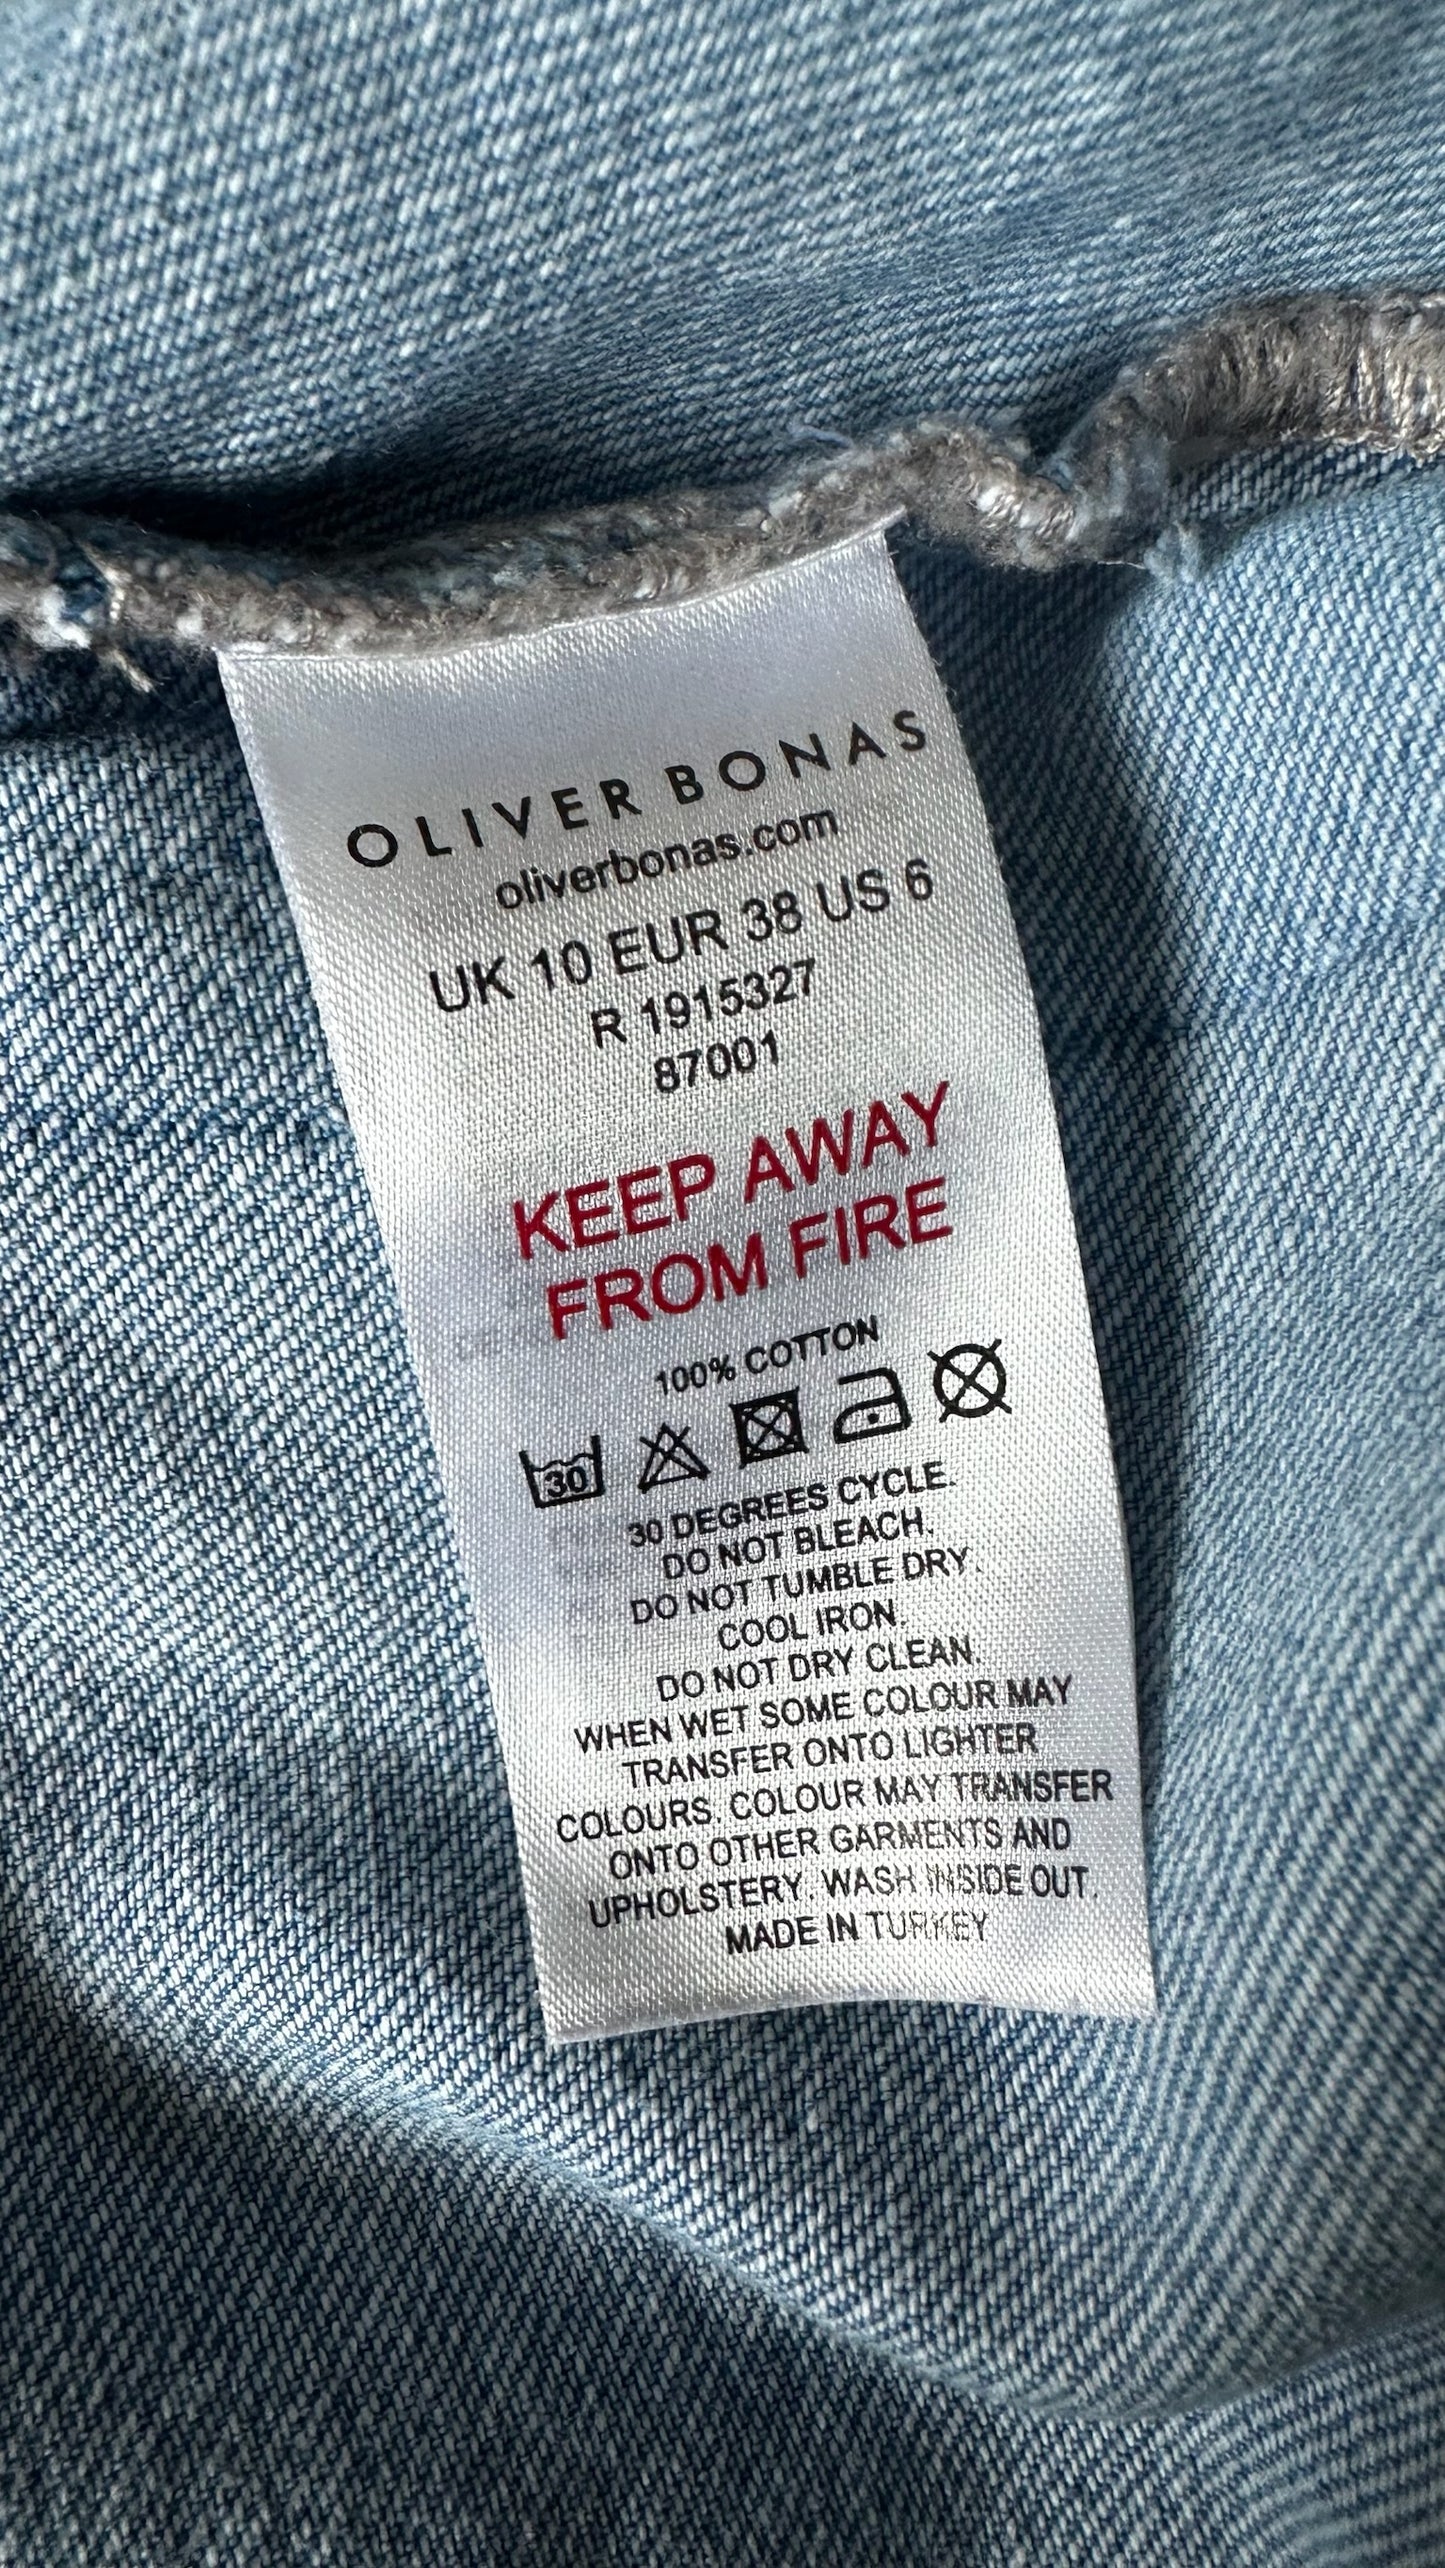 OLIVER BONAS
oliverbonas.com
UK 10 EUR 38 US 6
R 1915327
87001
KEEP AWAY
FROM FIRE
100% COTTON
30
30 DEGREES CYCLE.
DO NOT BLEACH.
DO NOT TUMBLE DRY.
COOL IRON.
DO NOT DRY CLEAN.
WHEN WET SOME COLOUR MAY
TRANSFER ONTO LIGHTER
COLOURS. COLOUR MAY TRANSFER
ONTO OTHER GARMENTS AND
UPHOLSTERY. WASH INSIDE OUT.
MADE IN TURKEY